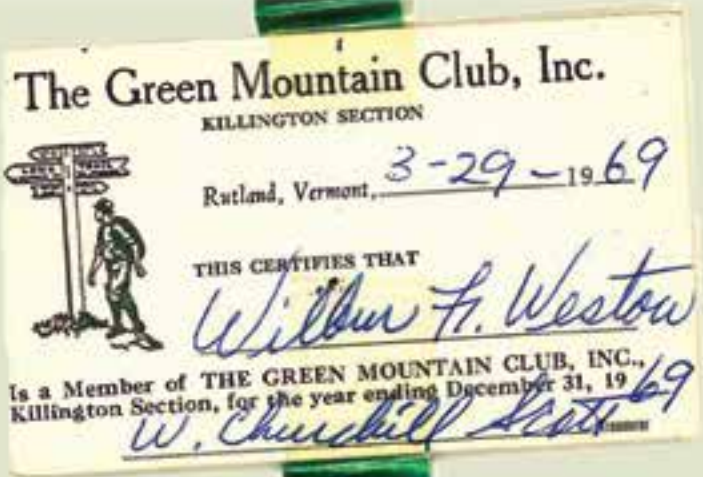 The Green Mountain Club, Inc.
KILLINGTON SECTION
Rutland, Vermont, 3-29-1969
THIS CERTIFIES THAT
Wilbur H. Weston
Is a Member of THE GREEN MOUNTAIN CLUB, INC.,
Killington Section, for the year ending December 31, 1969
W. Churchill Scott